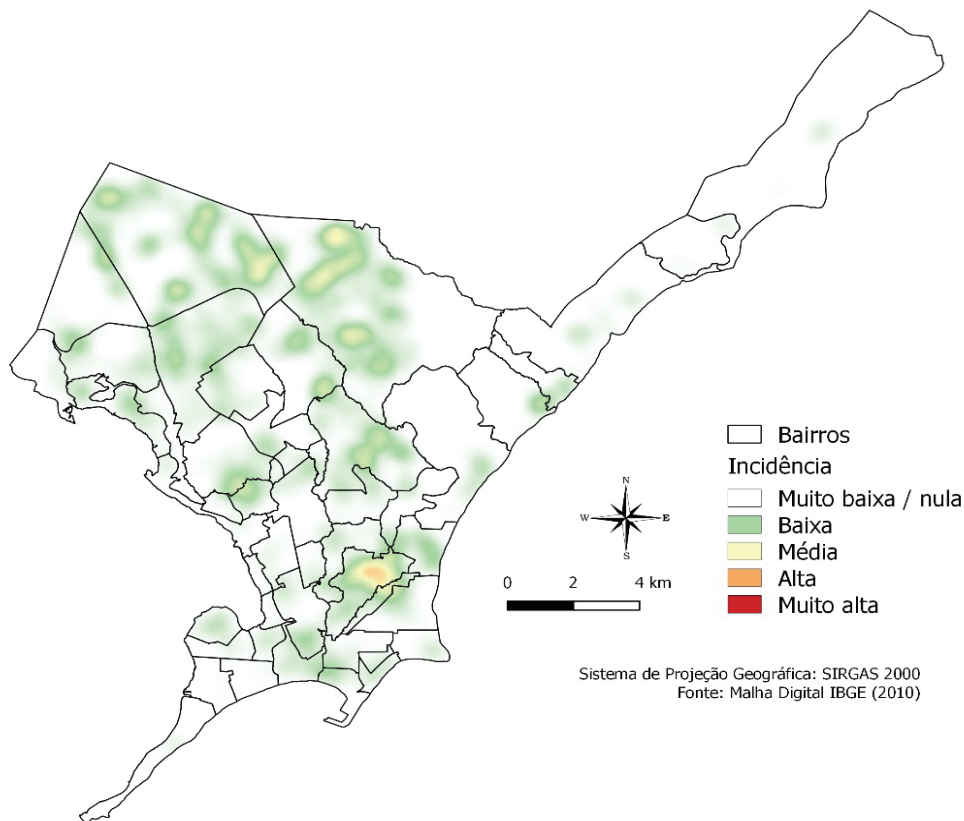 Bairros
Incidência
Muito baixa / nula
Baixa
Média
Alta
Muito alta
N
W E
S
0 2 4 km
Sistema de Projeção Geográfica: SIRGAS 2000
Fonte: Malha Digital IBGE (2010)